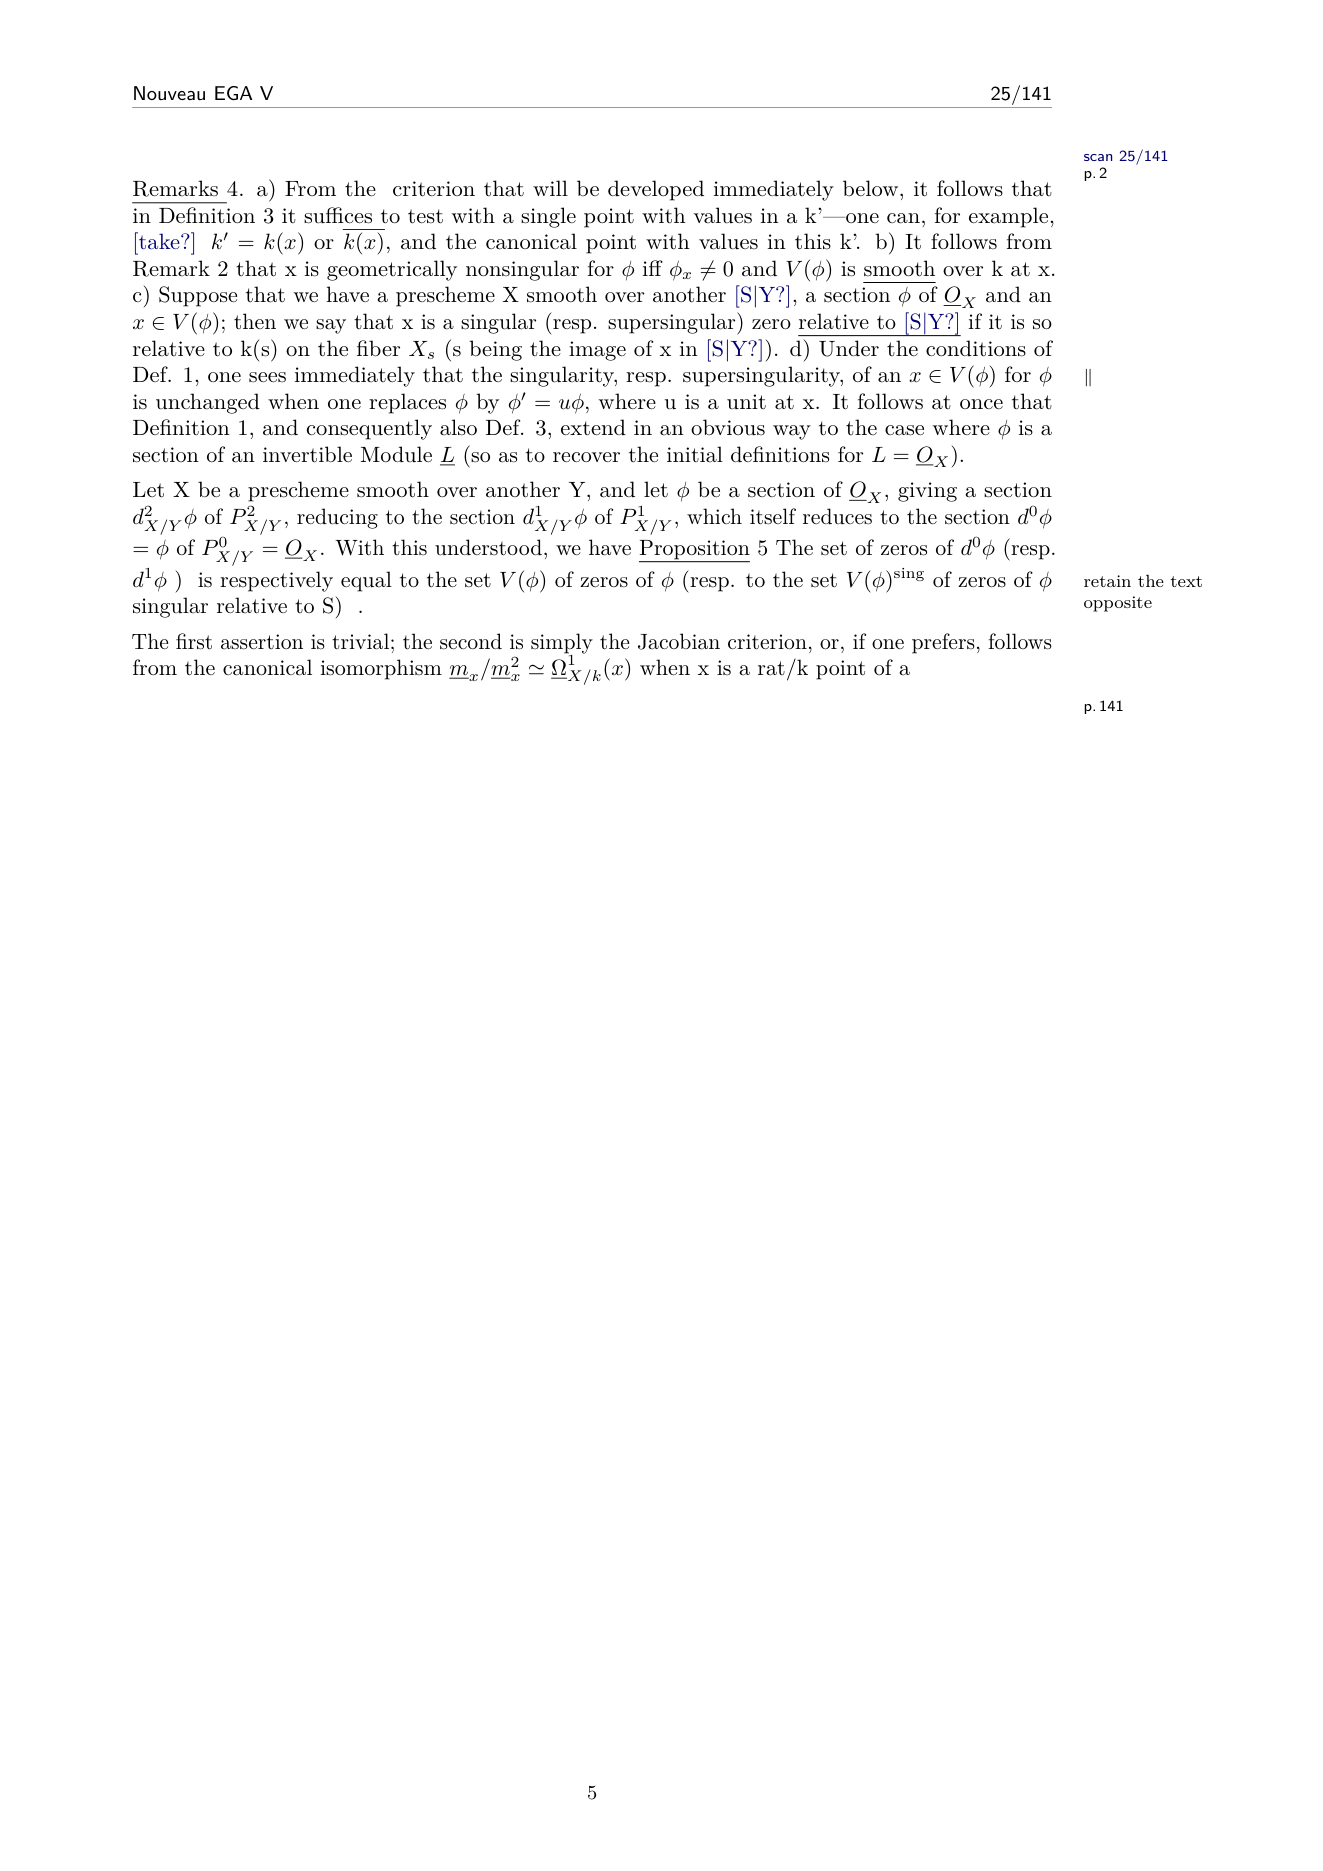 Nouveau EGA V 25/141
scan 25/141
p. 2
Remarks 4. a) From the criterion that will be developed immediately below, it follows that
in Definition 3 it suffices to test with a single point with values in a k'—one can, for example,
[take?] k′ = k(x) or k̅(̅x̅)̅, and the canonical point with values in this k'. b) It follows from
Remark 2 that x is geometrically nonsingular for ϕ iff ϕ_x ≠ 0 and V(ϕ) is smooth over k at x.
c) Suppose that we have a prescheme X smooth over another [S|Y?], a section ϕ of O_X and an
x ∈ V(ϕ); then we say that x is a singular (resp. supersingular) zero relative to [S|Y?] if it is so
relative to k(s) on the fiber X_s (s being the image of x in [S|Y?]). d) Under the conditions of
Def. 1, one sees immediately that the singularity, resp. supersingularity, of an x ∈ V(ϕ) for ϕ
||
is unchanged when one replaces ϕ by ϕ′ = uϕ, where u is a unit at x. It follows at once that
Definition 1, and consequently also Def. 3, extend in an obvious way to the case where ϕ is a
section of an invertible Module L (so as to recover the initial definitions for L = O_X).
Let X be a prescheme smooth over another Y, and let ϕ be a section of O_X, giving a section
d²_{X/Y}ϕ of P²_{X/Y}, reducing to the section d¹_{X/Y}ϕ of P¹_{X/Y}, which itself reduces to the section d⁰ϕ
= ϕ of P⁰_{X/Y} = O_X. With this understood, we have Proposition 5 The set of zeros of d⁰ϕ (resp.
d¹ϕ ) is respectively equal to the set V(ϕ) of zeros of ϕ (resp. to the set V(ϕ)^{sing} of zeros of ϕ
singular relative to S) .
retain the text
opposite
The first assertion is trivial; the second is simply the Jacobian criterion, or, if one prefers, follows
from the canonical isomorphism m_x/m²_x ≃ Ω¹_{X/k}(x) when x is a rat/k point of a
p. 141
5